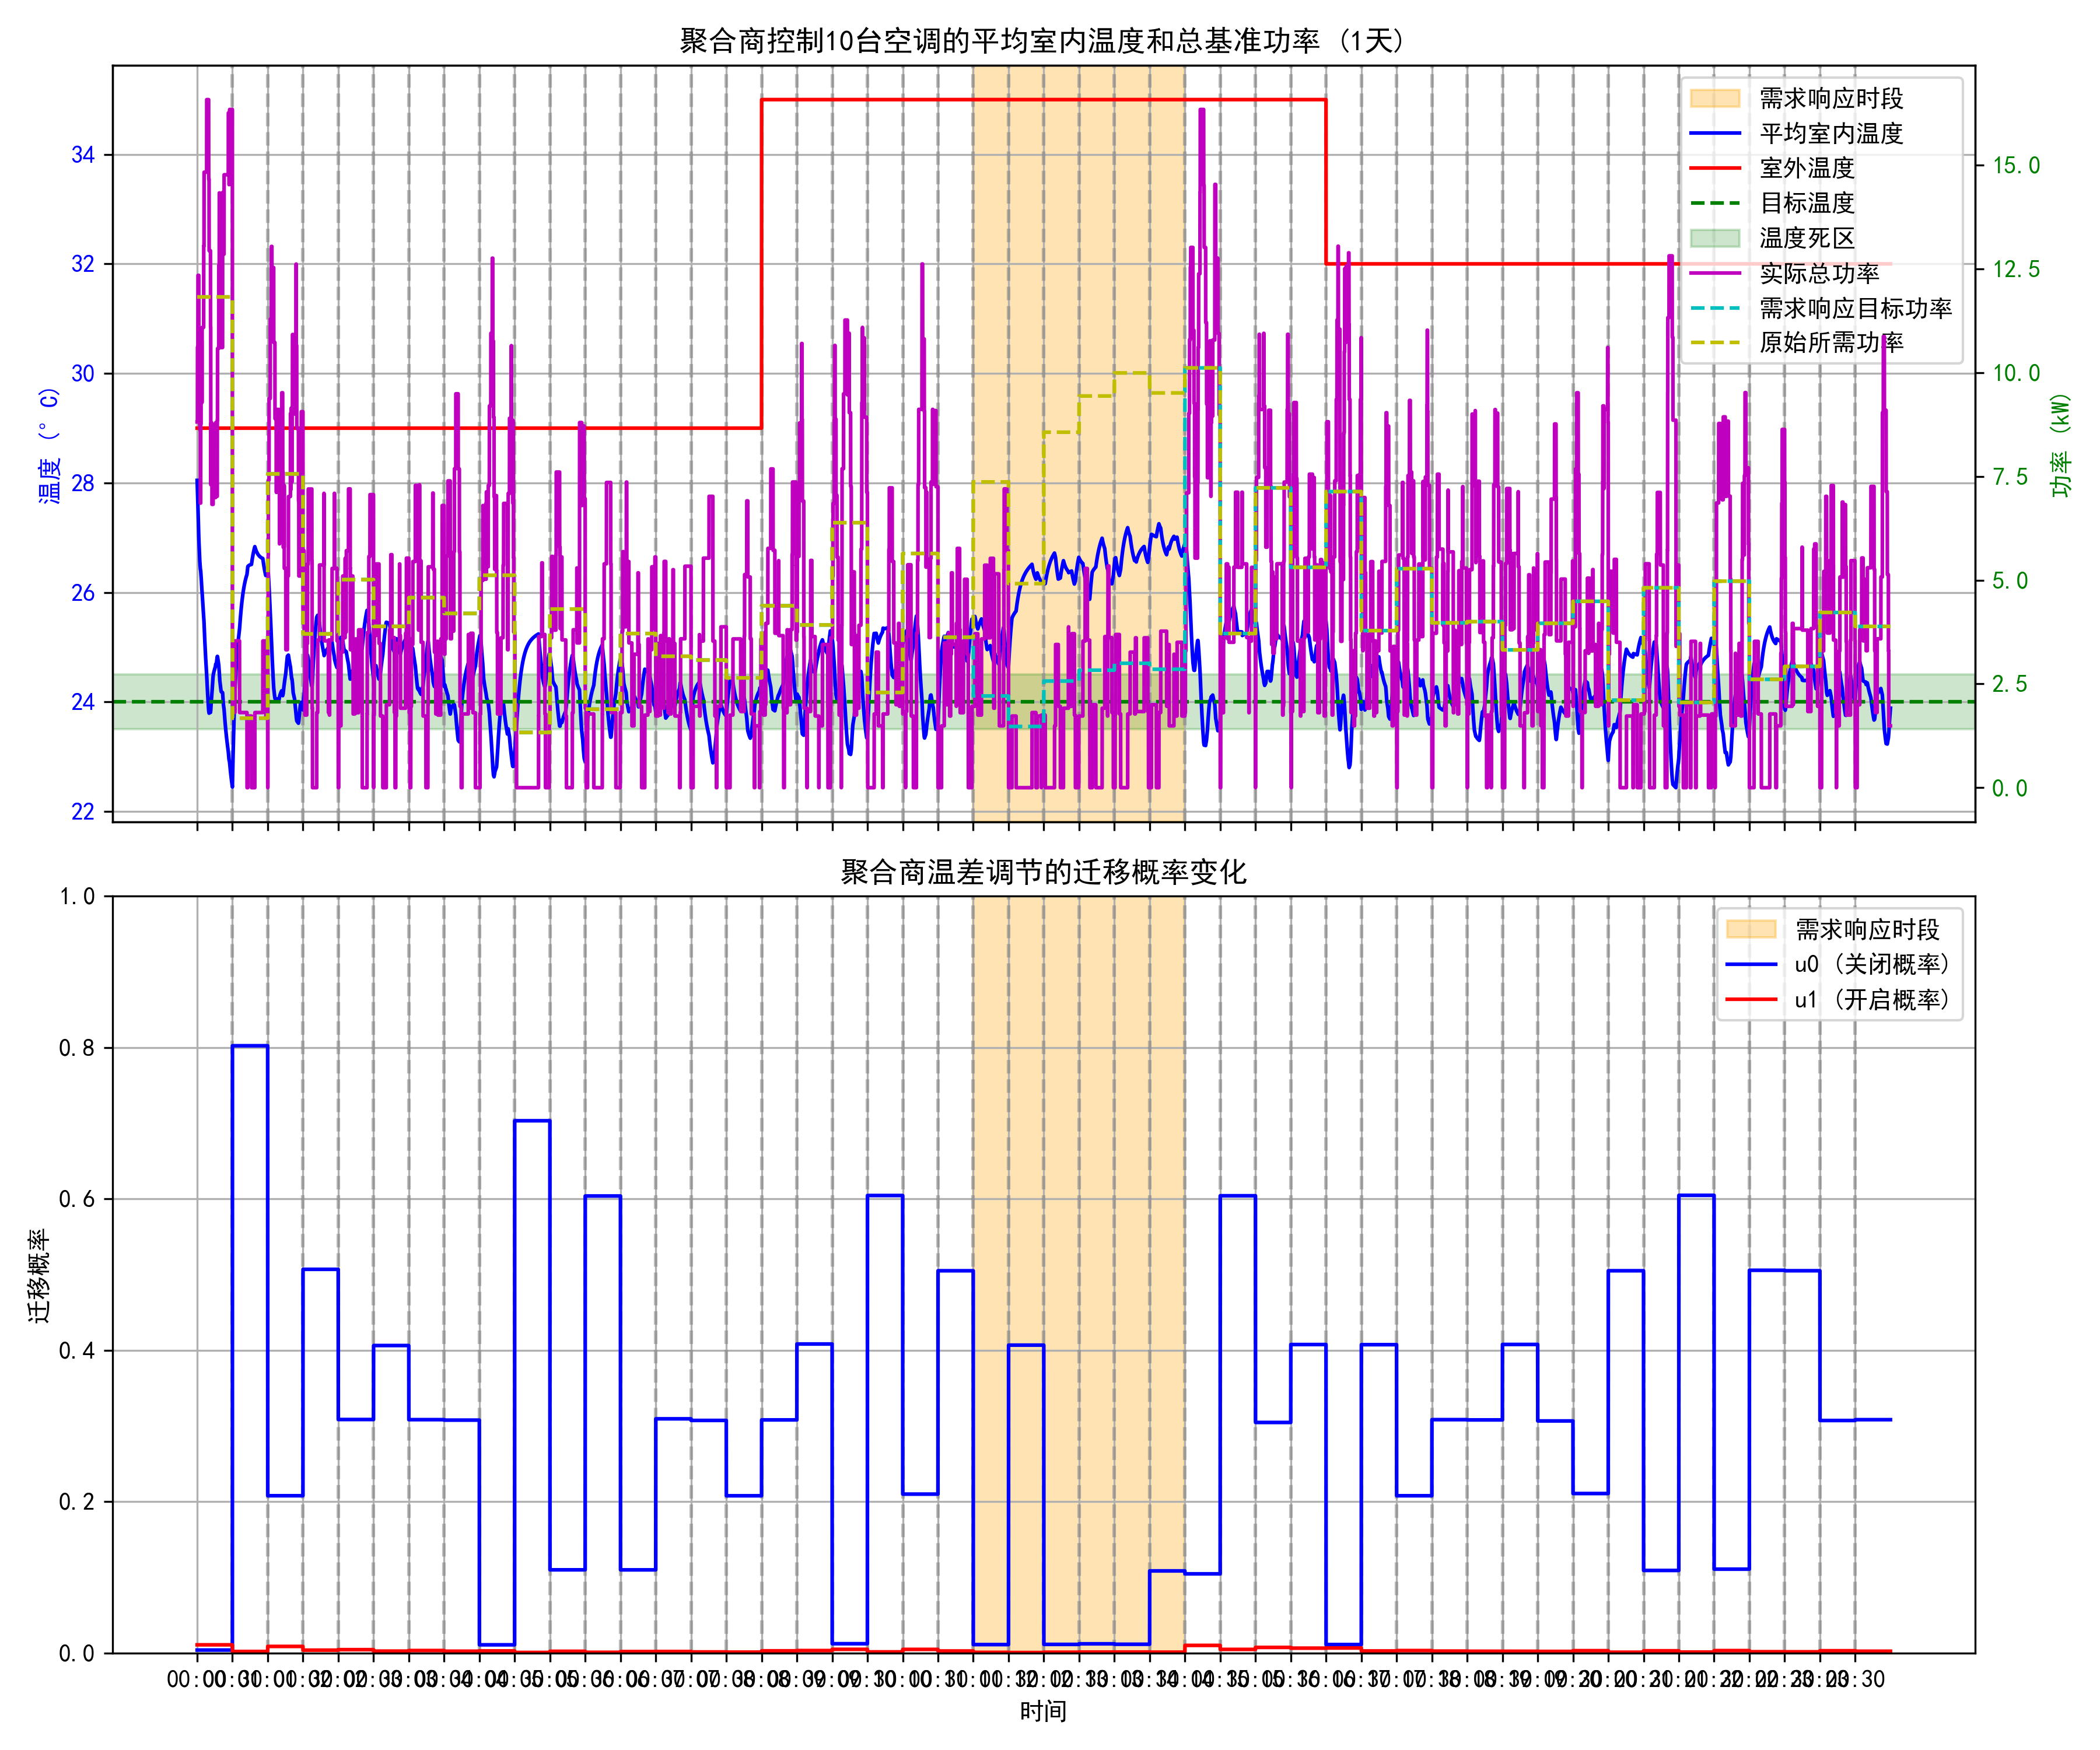 聚合商控制10台空调的平均室内温度和总基准功率 (1天)
温度 (°C)
34
32
30
28
26
24
22
需求响应时段
平均室内温度
室外温度
目标温度
温度死区
实际总功率
需求响应目标功率
原始所需功率
15.0
12.5
10.0
7.5
5.0
2.5
0.0
功率 (kW)
聚合商温差调节的迁移概率变化
迁移概率
1.0
0.8
0.6
0.4
0.2
0.0
需求响应时段
u0 (关闭概率)
u1 (开启概率)
时间